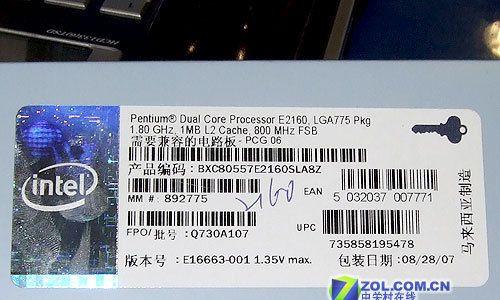 Pentium® Dual Core Processor E2160, LGA775 Pkg
1.80 GHz, 1MB L2 Cache, 800 MHz FSB
需要兼容的电路板 - PCG 06
产品编码: BXC80557E2160SLA8Z
intel
MM #: 892775
2160
EAN
5 032037 007771
FPO/批号: Q730A107
UPC
735858195478
版本号: E16663-001 1.35V max.
包装日期: 08/28/07
马来西亚制造
ZOL.COM.CN
中关村在线